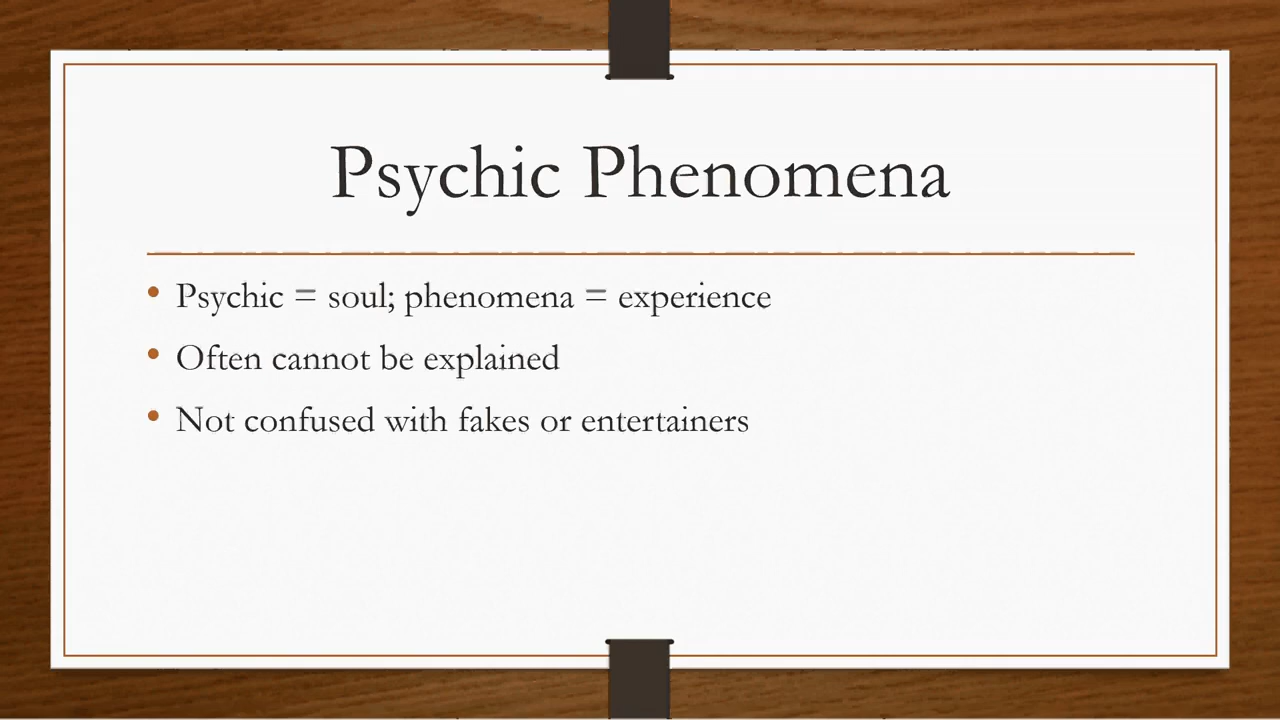 Psychic Phenomena
• Psychic = soul; phenomena = experience
• Often cannot be explained
• Not confused with fakes or entertainers